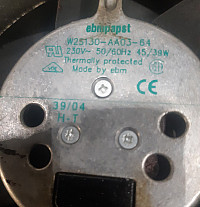 ebmpapst
W2S130-AA03-64
230V~ 50/60Hz 45/39W
thermally protected
Made by ebm
CE
39/04
H-T